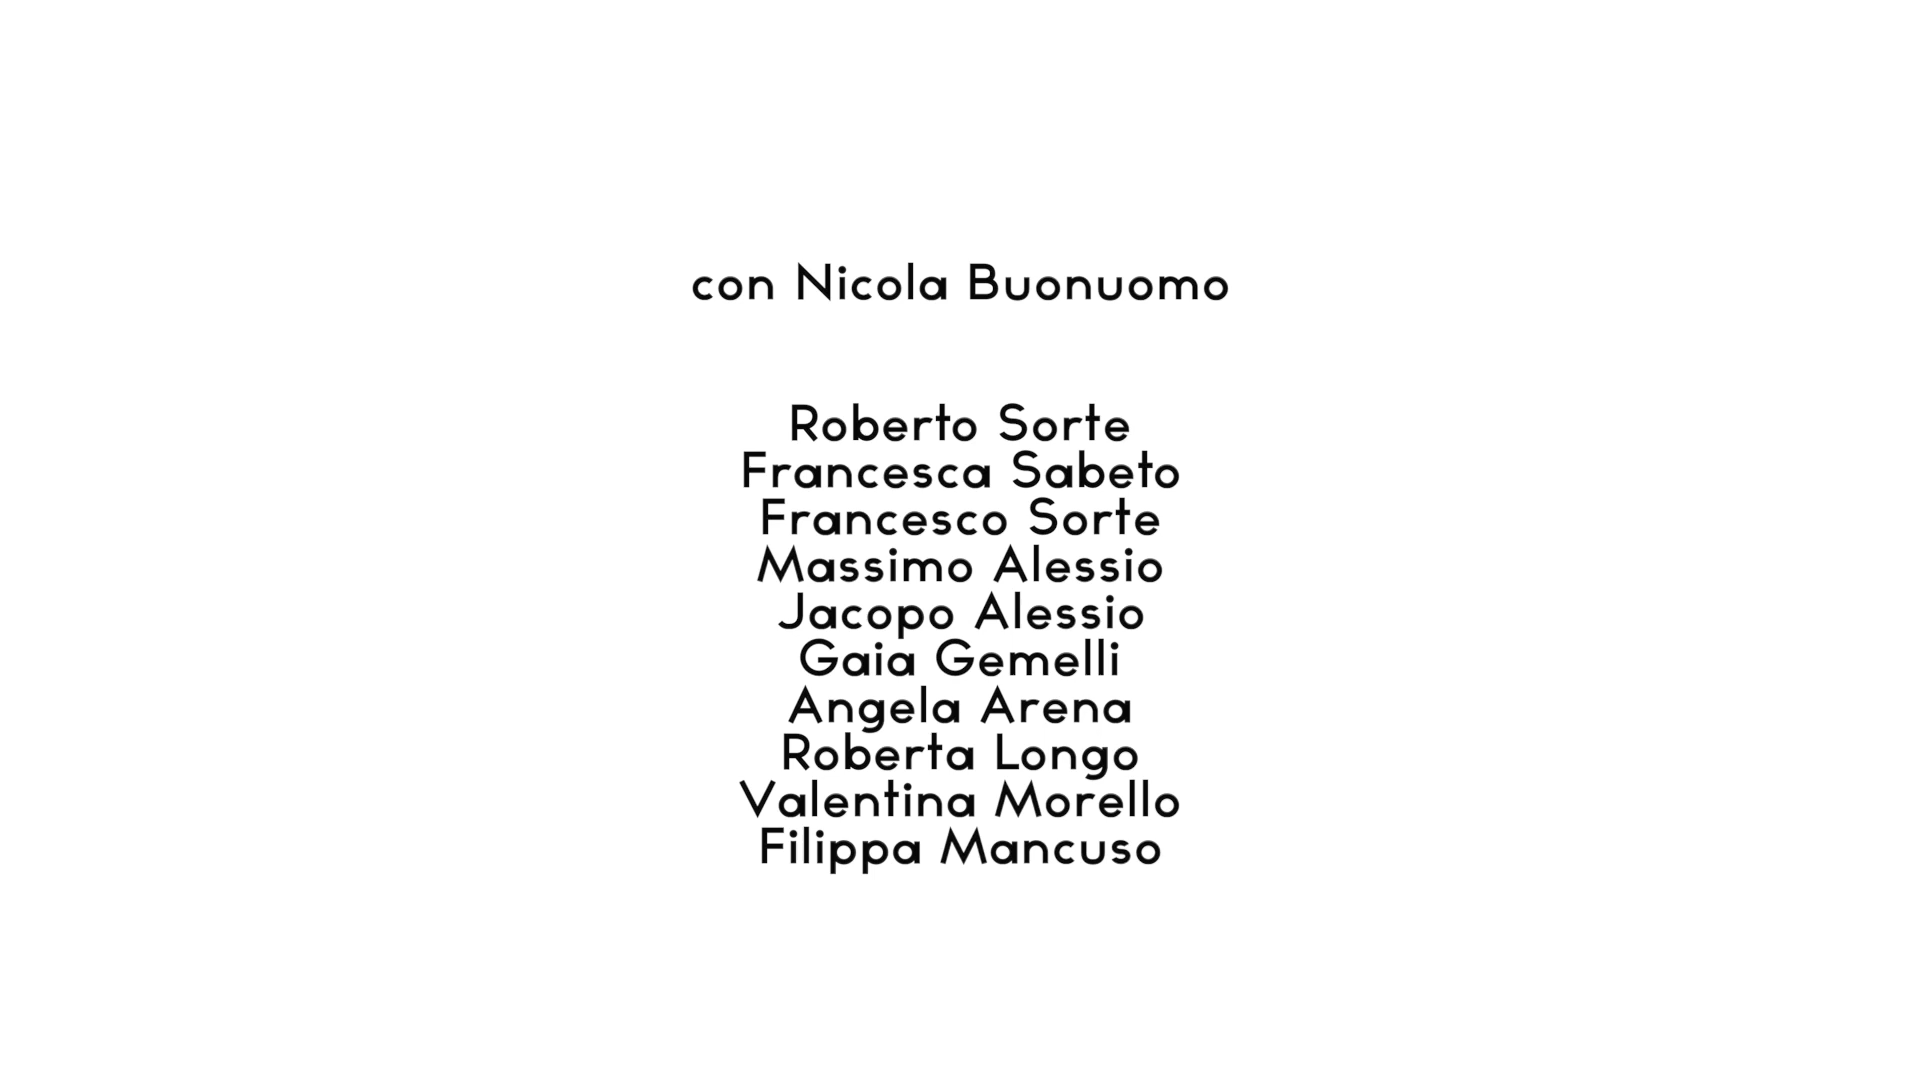 con Nicola Buonuomo
Roberto Sorte
Francesca Sabeto
Francesco Sorte
Massimo Alessio
Jacopo Alessio
Gaia Gemelli
Angela Arena
Roberta Longo
Valentina Morello
Filippa Mancuso